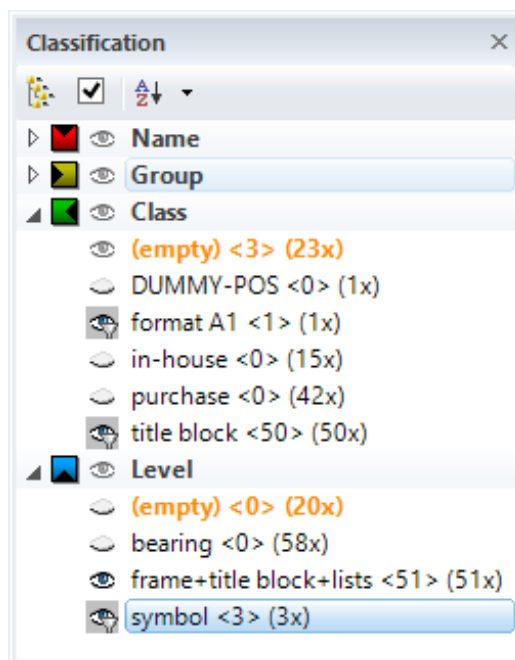 Classification
A
Z
Name
Group
Class
(empty) <3> (23x)
DUMMY-POS <0> (1x)
format A1 <1> (1x)
in-house <0> (15x)
purchase <0> (42x)
title block <50> (50x)
Level
(empty) <0> (20x)
bearing <0> (58x)
frame+title block+lists <51> (51x)
symbol <3> (3x)